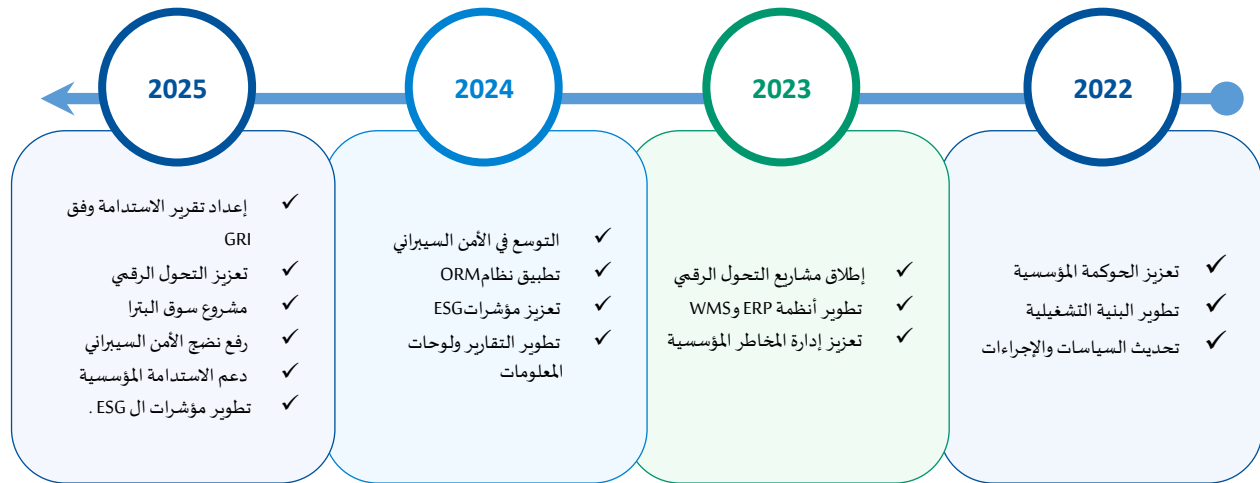 2022
تعزيز الحوكمة المؤسسية
تطوير البنية التشغيلية
تحديث السياسات والإجراءات
2023
إطلاق مشاريع التحول الرقمي
تطوير أنظمة ERP وWMS
تعزيز إدارة المخاطر المؤسسية
2024
التوسع في الأمن السيبراني
تطبيق نظامORM
تعزيز مؤشراتESG
تطوير التقارير ولوحات
المعلومات
2025
إعداد تقرير الاستدامة وفق
GRI
تعزيز التحول الرقمي
مشروع سوق البترا
رفع نضج الأمن السيبراني
دعم الاستدامة المؤسسية
تطوير مؤشرات ال ESG .